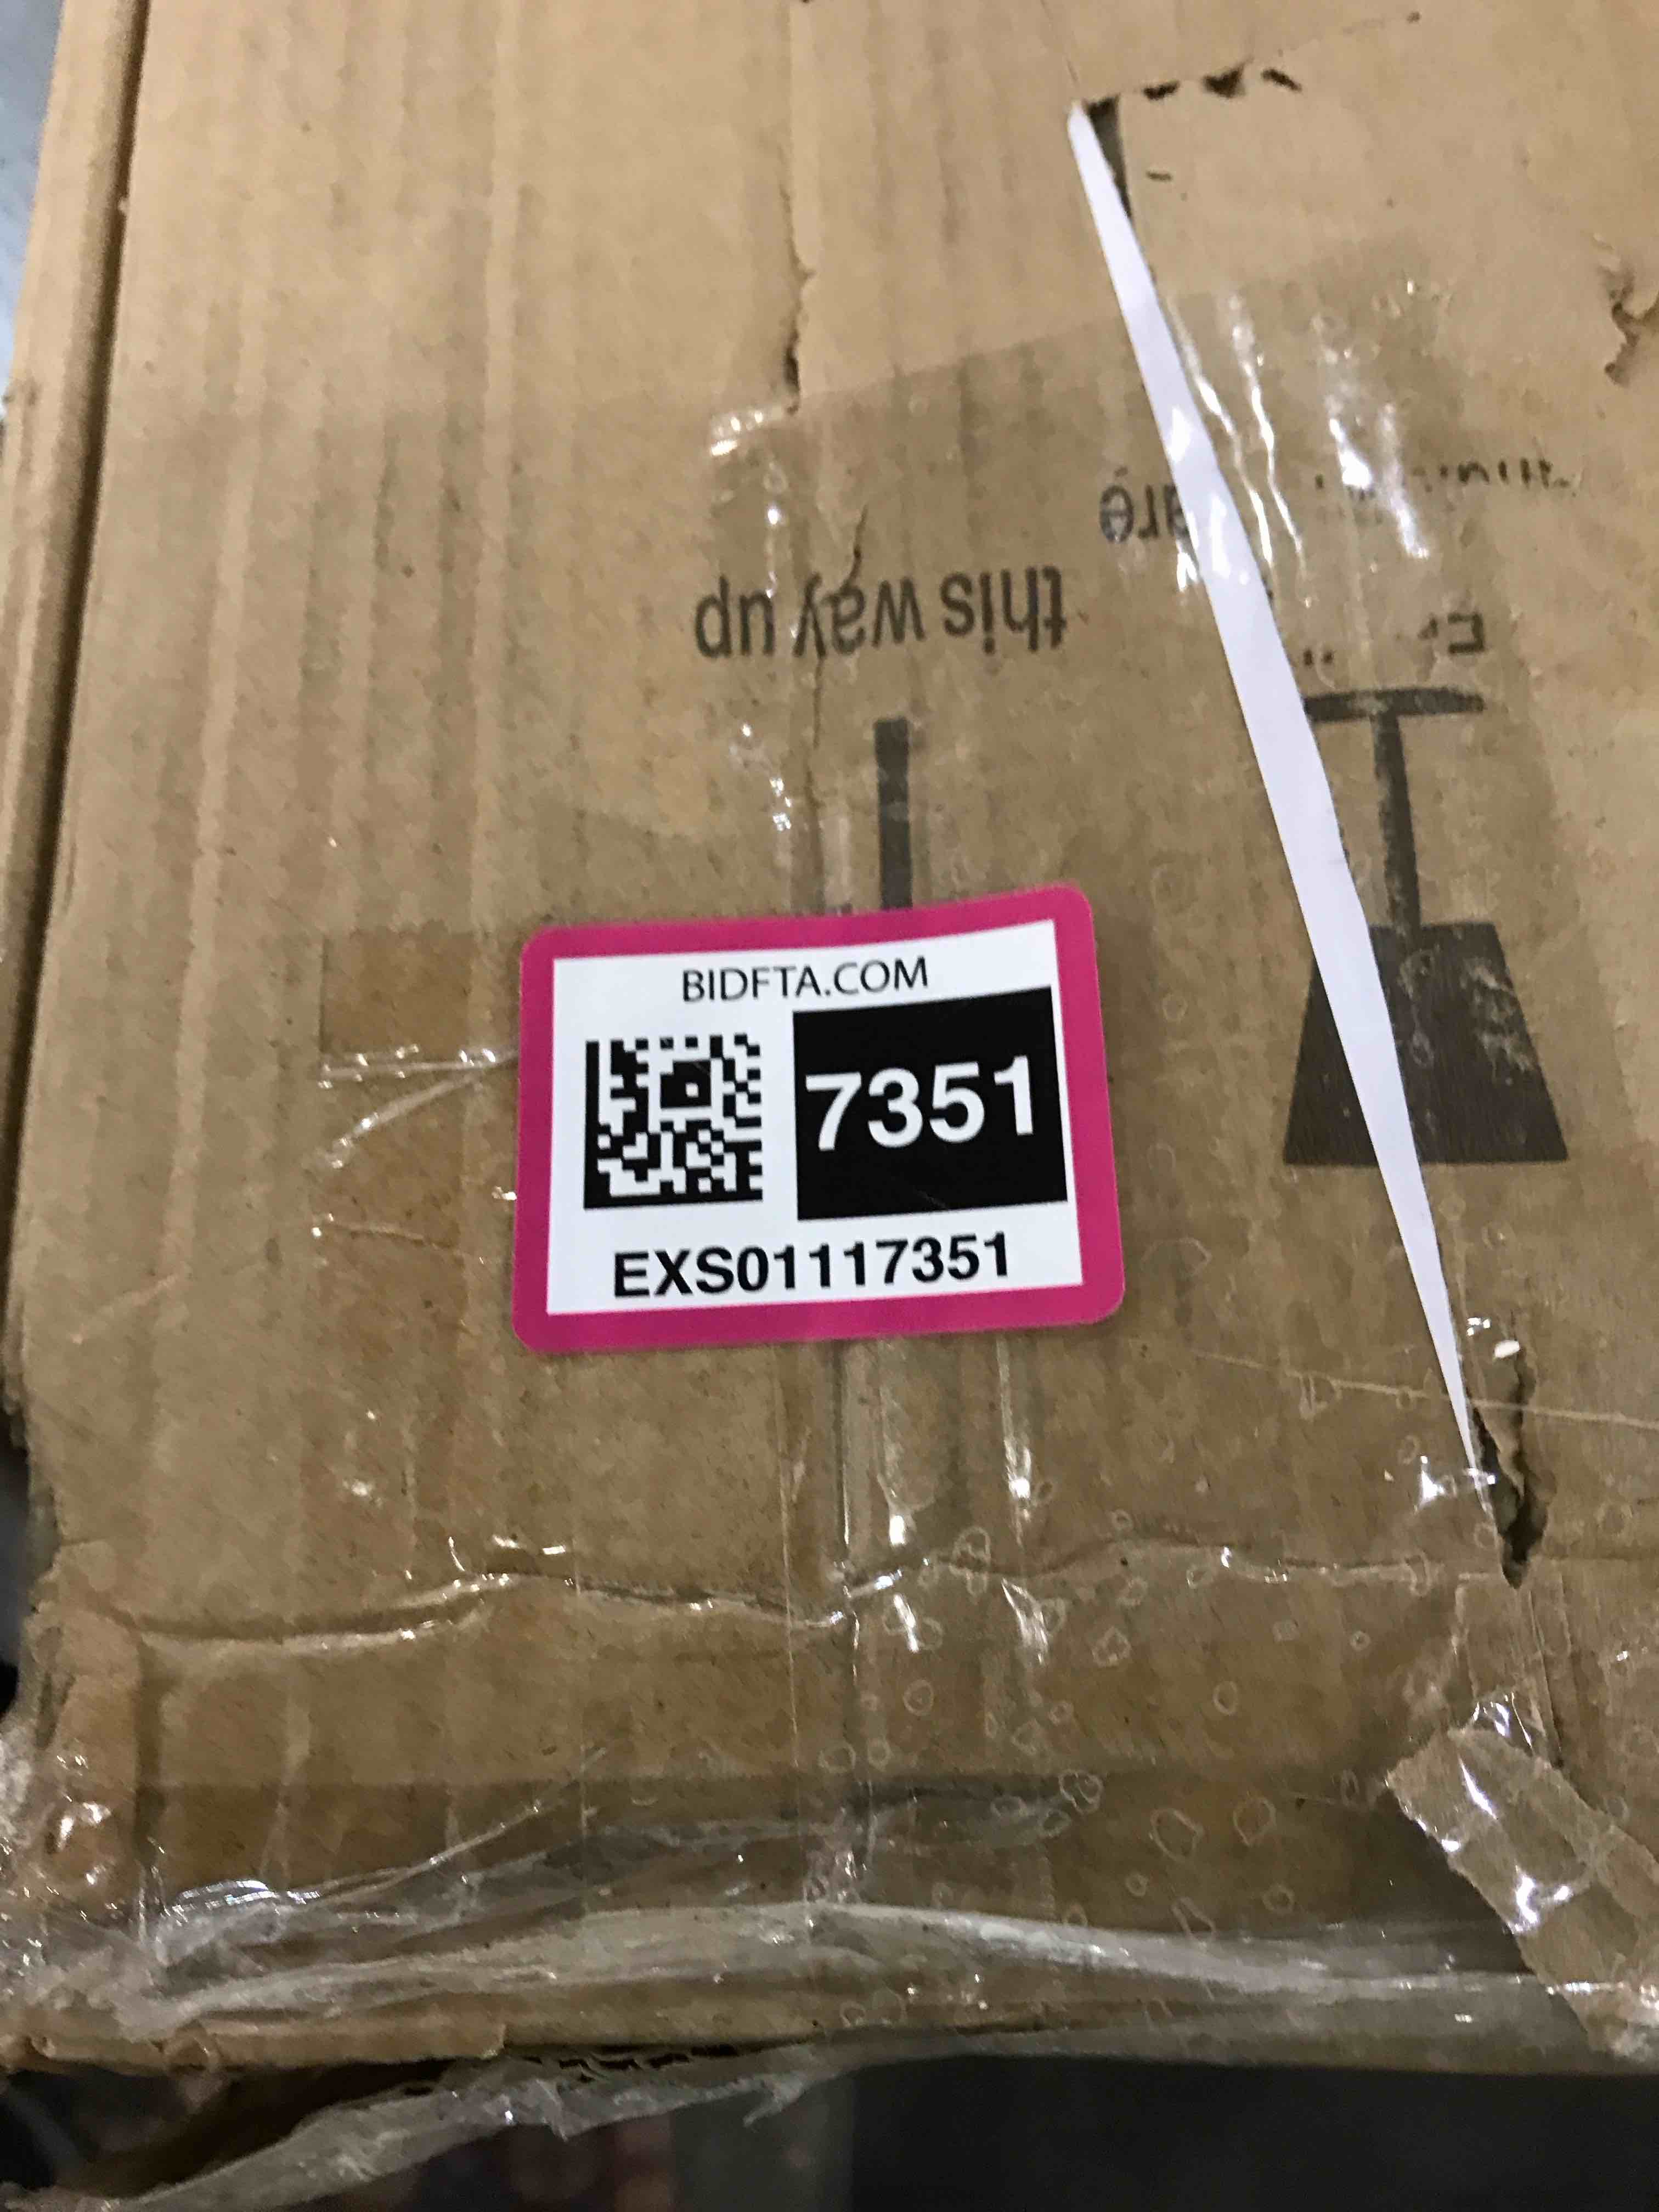 this way up
BIDFTA.COM
7351
EXS01117351